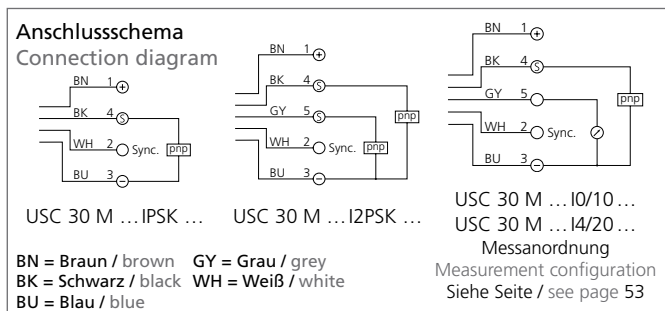 Anschlussschema
Connection diagram
BN 1 +
BK 4 S
WH 2 Sync.
pnp
BU 3 −
USC 30 M … IPSK …
BN 1 +
BK 4 S
GY 5 S
pnp
WH 2 Sync.
pnp
BU 3 −
USC 30 M … I2PSK …
BN 1 +
BK 4 S
GY 5
pnp
WH 2 Sync.
BU 3 −
USC 30 M … I0/10 …
USC 30 M … I4/20 …
Messanordnung
Measurement configuration
Siehe Seite / see page 53
BN = Braun / brown GY = Grau / grey
BK = Schwarz / black WH = Weiß / white
BU = Blau / blue